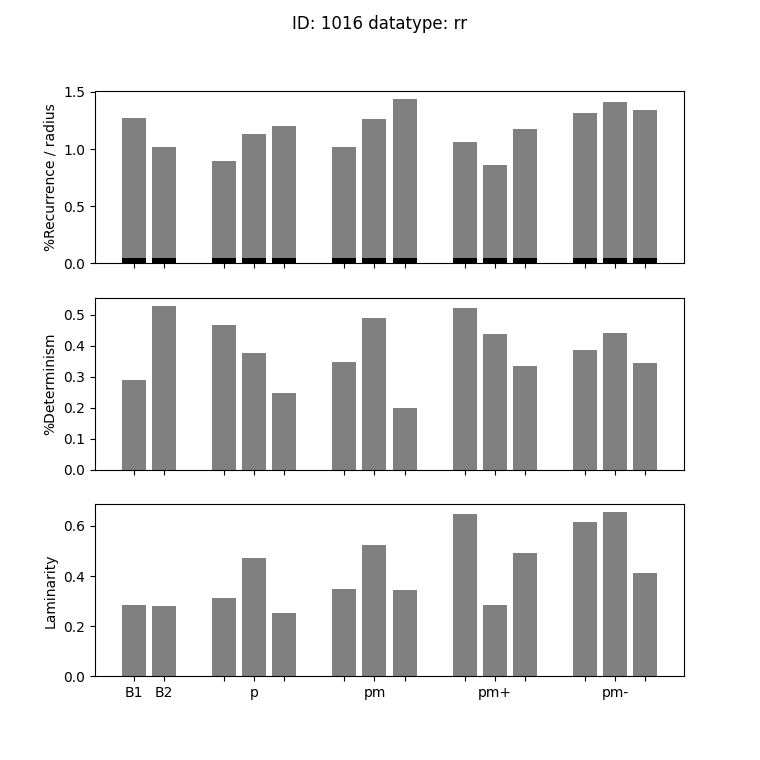 ID: 1016 datatype: rr
%Recurrence / radius
1.5
1.0
0.5
0.0
%Determinism
0.5
0.4
0.3
0.2
0.1
0.0
Laminarity
0.6
0.4
0.2
0.0
B1 B2 p pm pm+ pm-